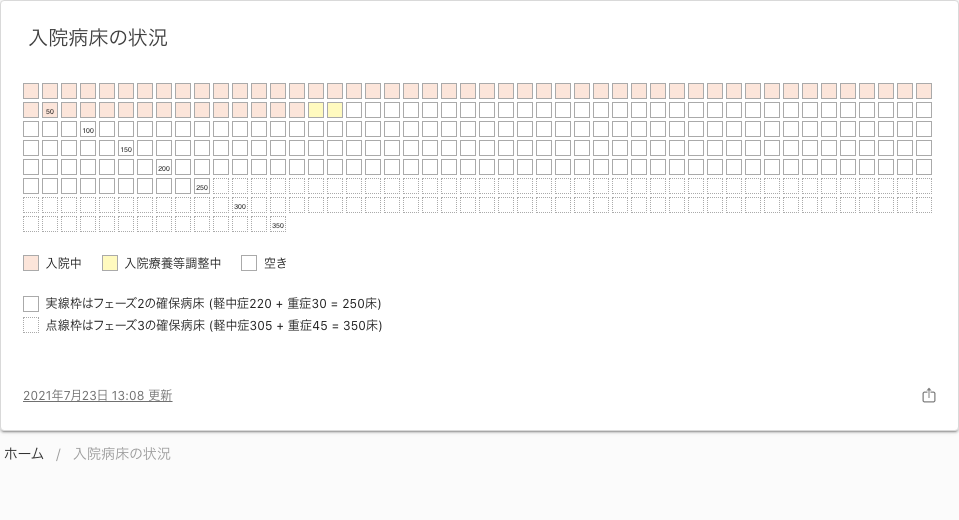 入院病床の状況
50
100
150
200
250
300
350
入院中 入院療養等調整中 空き
実線枠はフェーズ2の確保病床 (軽中症220 + 重症30 = 250床)
点線枠はフェーズ3の確保病床 (軽中症305 + 重症45 = 350床)
2021年7月23日 13:08 更新
ホーム / 入院病床の状況